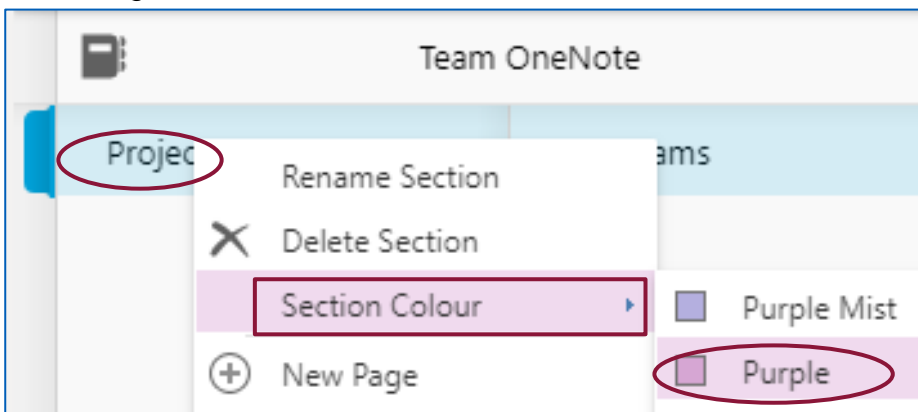 Team OneNote
Projec
ams
Rename Section
Delete Section
Section Colour
Purple Mist
New Page
Purple